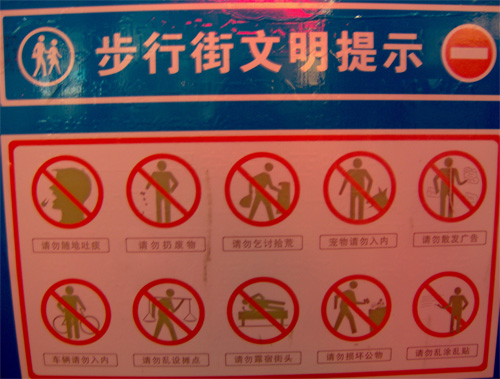 步行街文明提示
请勿随地吐痰
请勿扔废物
请勿乞讨拾荒
宠物请勿入内
请勿散发广告
车辆请勿入内
请勿乱设摊点
请勿露宿街头
请勿损坏公物
请勿乱涂乱贴